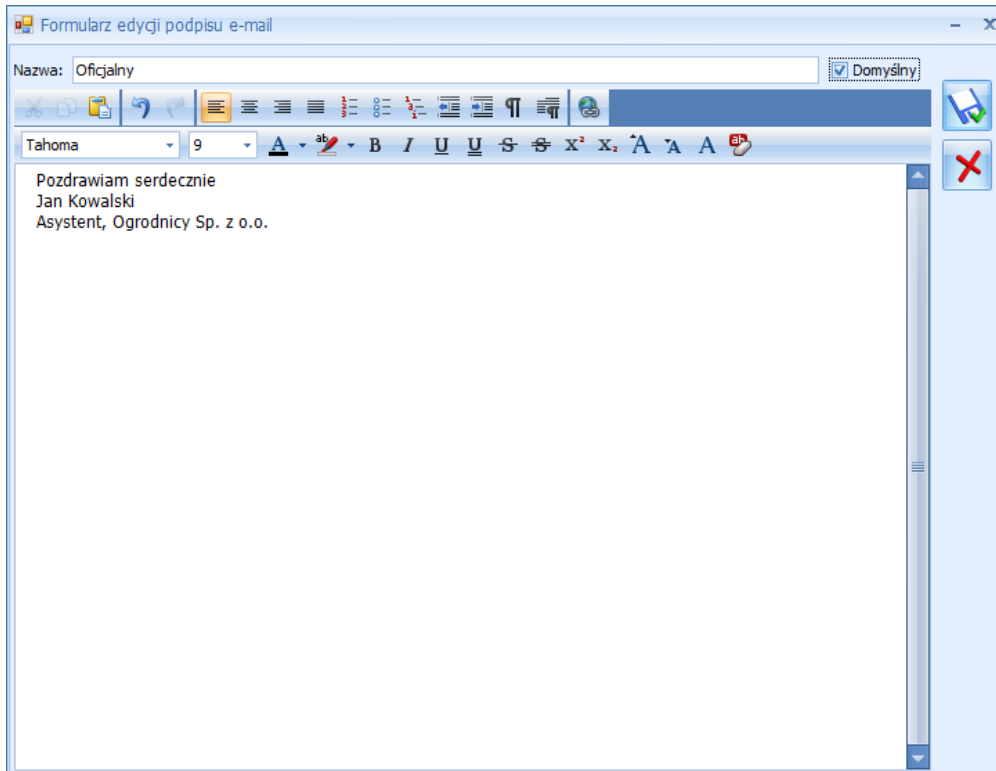 Formularz edycji podpisu e-mail
Nazwa: Oficjalny Domyślny
Tahoma 9
Pozdrawiam serdecznie
Jan Kowalski
Asystent, Ogrodnicy Sp. z o.o.